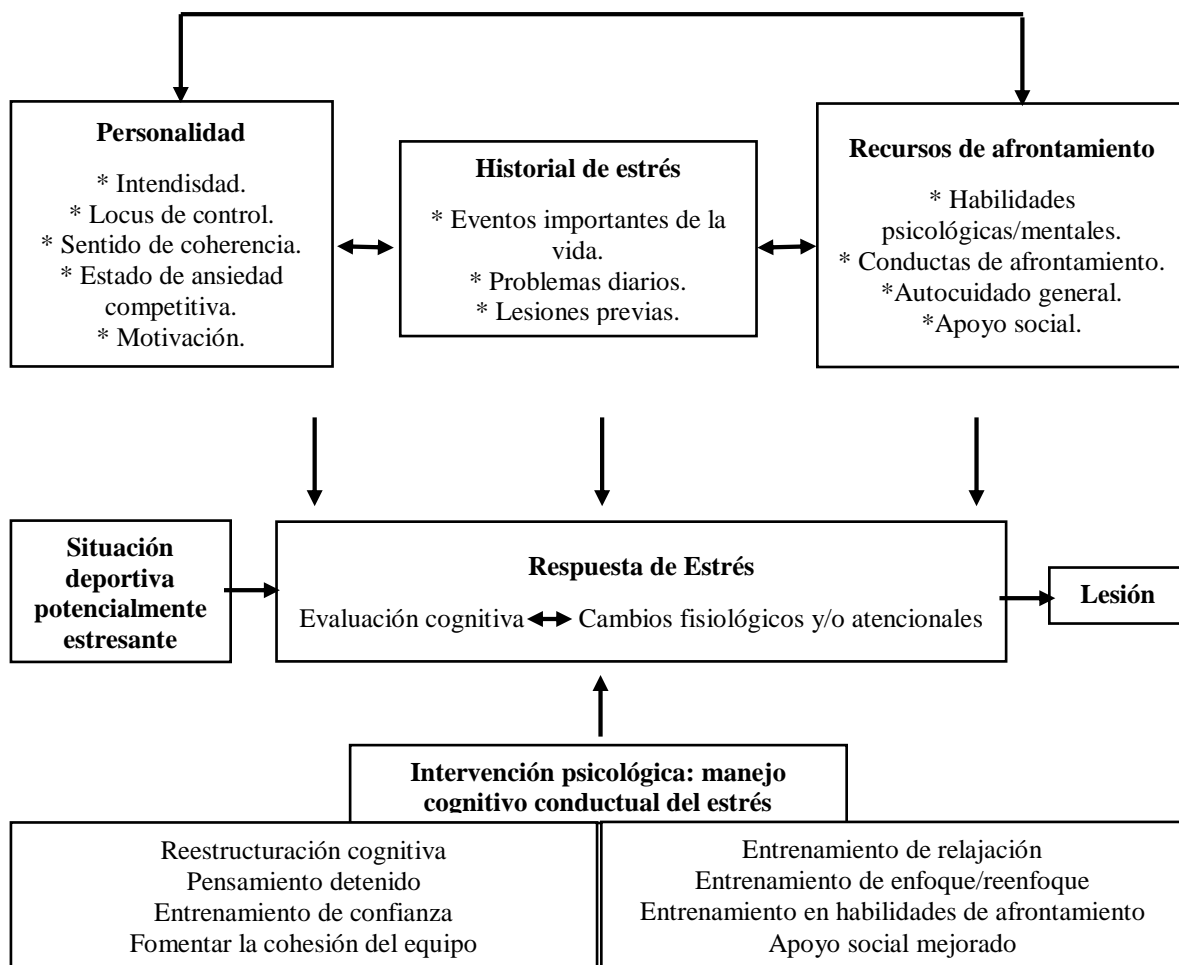 Personalidad
* Intendisdad.
* Locus de control.
* Sentido de coherencia.
* Estado de ansiedad
competitiva.
* Motivación.
Historial de estrés
* Eventos importantes de la
vida.
* Problemas diarios.
* Lesiones previas.
Recursos de afrontamiento
* Habilidades
psicológicas/mentales.
* Conductas de afrontamiento.
*Autocuidado general.
*Apoyo social.
Situación
deportiva
potencialmente
estresante
Respuesta de Estrés
Evaluación cognitiva Cambios fisiológicos y/o atencionales
Lesión
Intervención psicológica: manejo
cognitivo conductual del estrés
Reestructuración cognitiva
Pensamiento detenido
Entrenamiento de confianza
Fomentar la cohesión del equipo
Entrenamiento de relajación
Entrenamiento de enfoque/reenfoque
Entrenamiento en habilidades de afrontamiento
Apoyo social mejorado